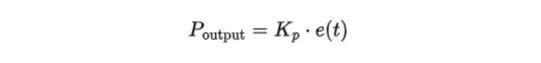 P_output = K_p · e(t)